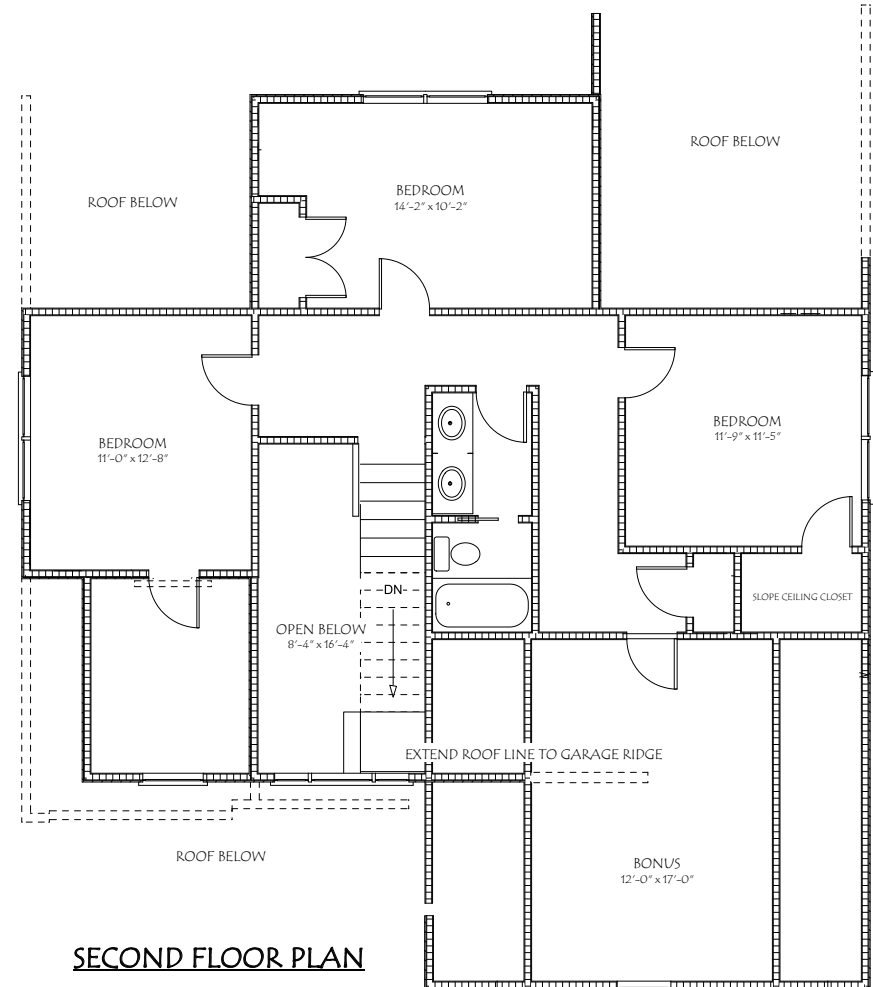 ROOF BELOW
BEDROOM
14'-2" x 10'-2"
ROOF BELOW
BEDROOM
11'-9" x 11'-5"
BEDROOM
11'-0" x 12'-8"
DN
SLOPE CEILING CLOSET
OPEN BELOW
8'-4" x 16'-4"
EXTEND ROOF LINE TO GARAGE RIDGE
ROOF BELOW
BONUS
12'-0" x 17'-0"
SECOND FLOOR PLAN